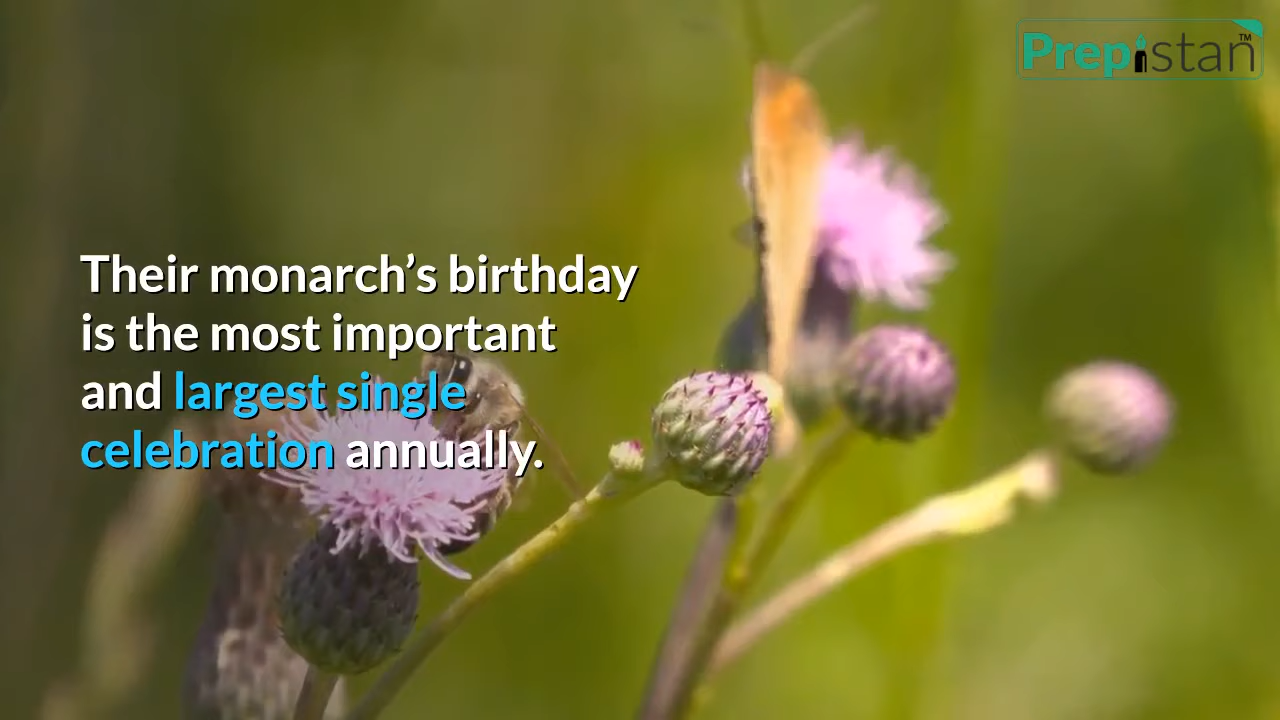 Prepistan™
Their monarch’s birthday
is the most important
and largest single
celebration annually.